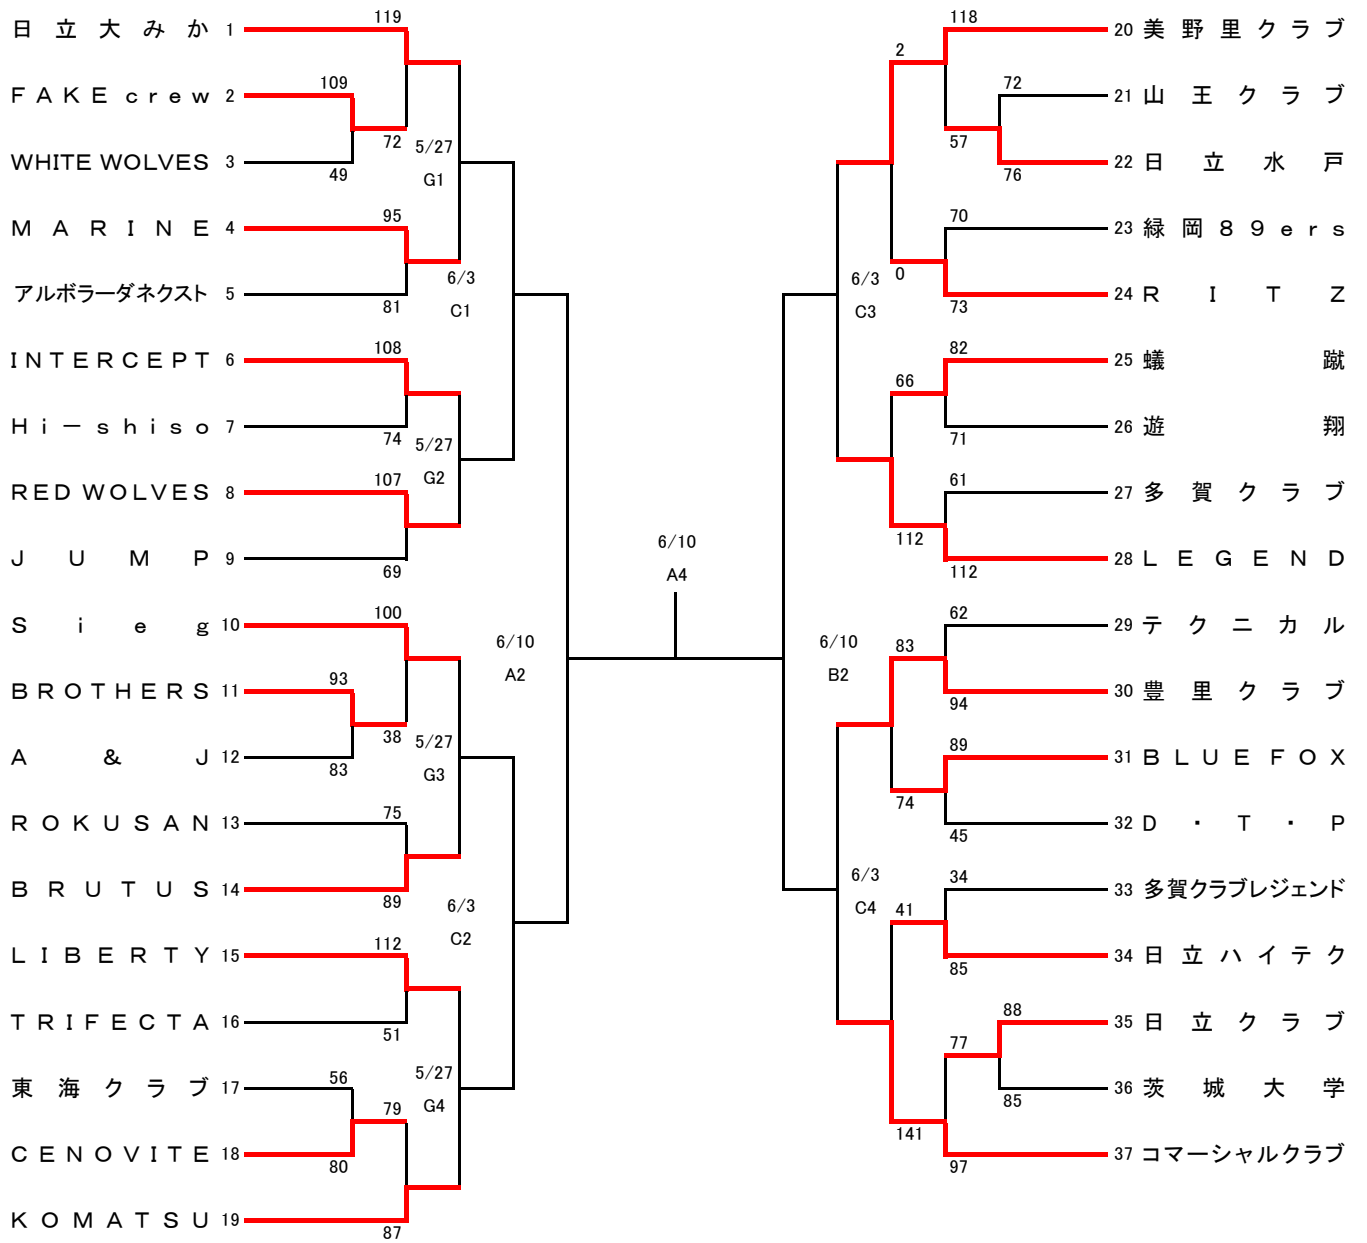 日立大みか 1 119
FAKE crew 2 109
72
WHITE WOLVES 3 49
5/27
G1
MARINE 4 95
アルボラーダネクスト 5 81
6/3
C1
INTERCEPT 6 108
Hi－shiso 7 74
5/27
G2
RED WOLVES 8 107
JUMP 9 69
Sieg 10 100
6/10
A2
BROTHERS 11 93
38
A & J 12 83
5/27
G3
ROKUSAN 13 75
BRUTUS 14 89
6/3
C2
LIBERTY 15 112
TRIFECTA 16 51
5/27
G4
東海クラブ 17 56
79
CENOVITE 18 80
KOMATSU 19 87
6/10
A4
118 20 美野里クラブ
2
72 21 山王クラブ
57
76 22 日立水戸
70 23 緑岡89ers
0
73 24 RITZ
6/3
C3
82 25 蟻蹴
66
71 26 遊翔
61 27 多賀クラブ
112
112 28 LEGEND
62 29 テクニカル
6/10
B2
83
94 30 豊里クラブ
89 31 BLUE FOX
74
45 32 D・T・P
6/3
C4
34 33 多賀クラブレジェンド
41
85 34 日立ハイテク
88 35 日立クラブ
77
85 36 茨城大学
141
97 37 コマーシャルクラブ